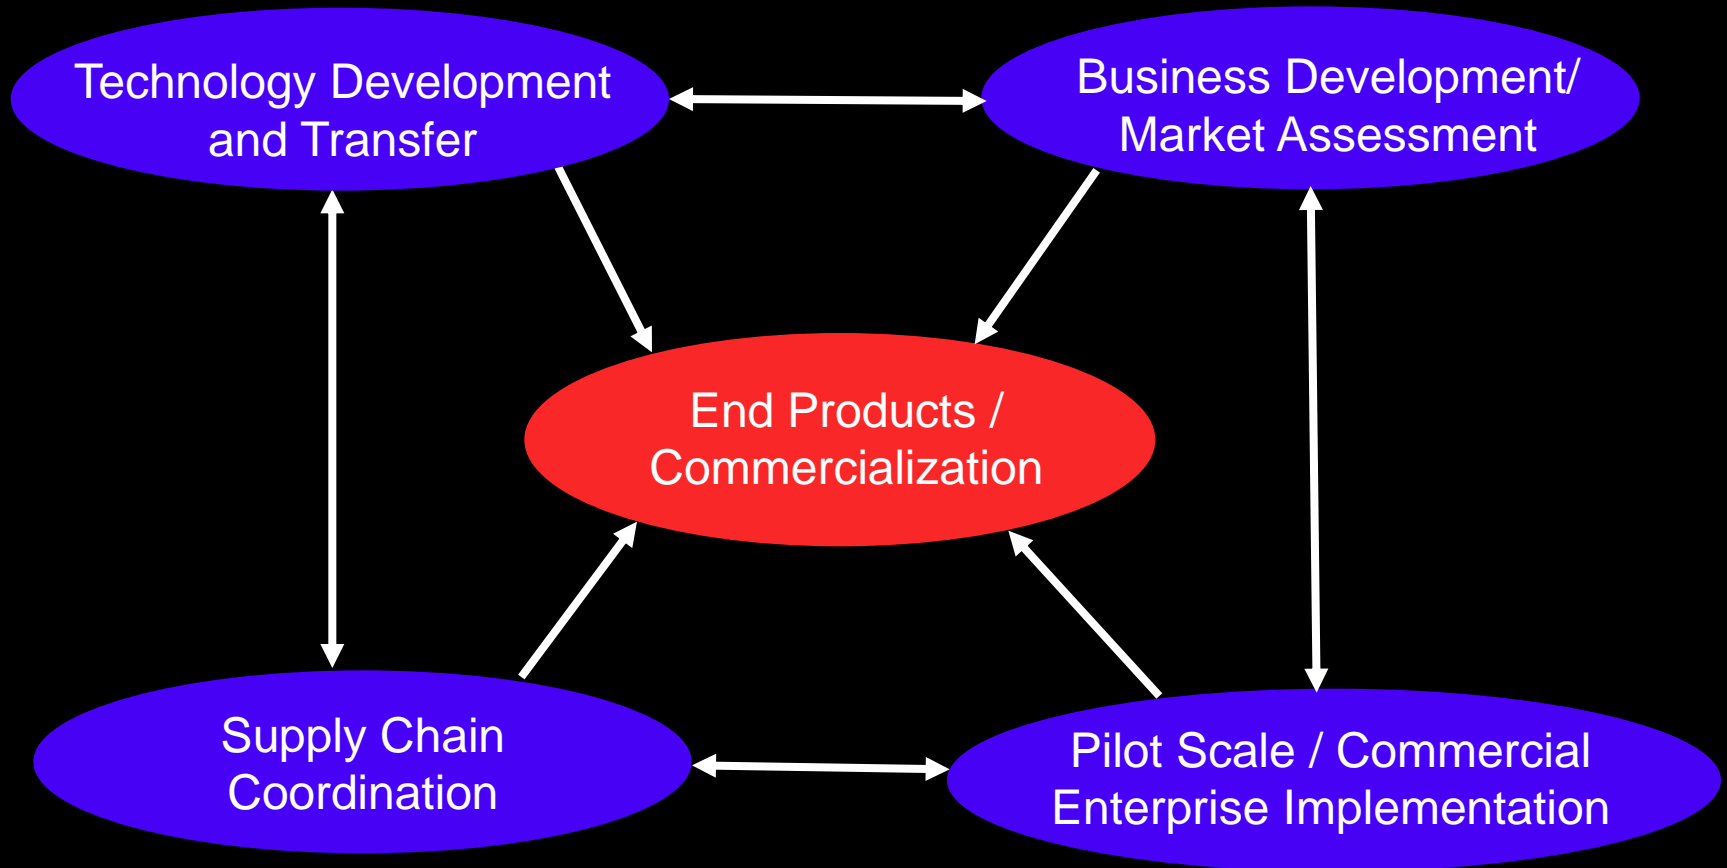 Technology Development
and Transfer
Business Development/
Market Assessment
End Products /
Commercialization
Supply Chain
Coordination
Pilot Scale / Commercial
Enterprise Implementation